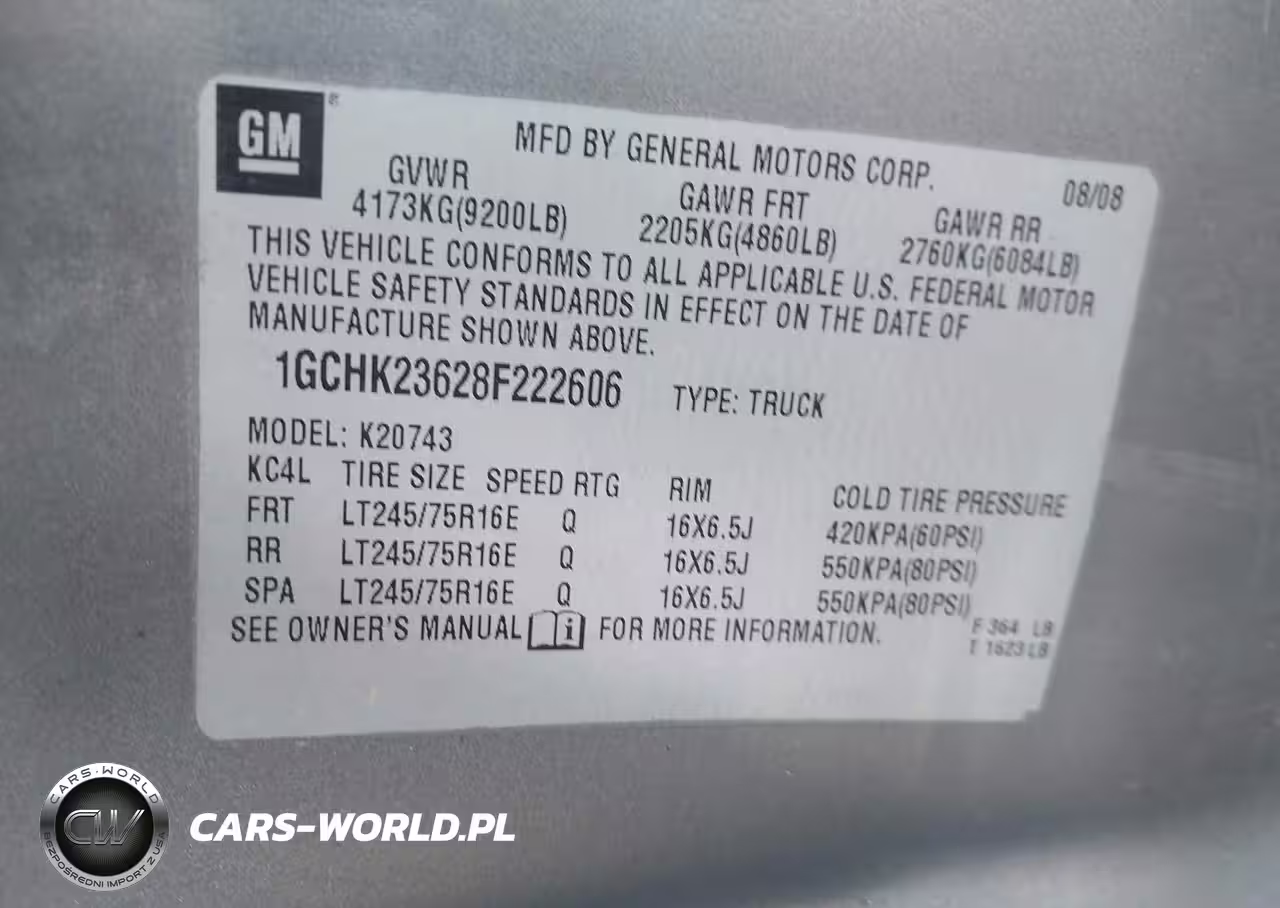 GM
MFD BY GENERAL MOTORS CORP.
08/08
GVWR GAWR FRT GAWR RR
4173KG(9200LB) 2205KG(4860LB) 2760KG(6084LB)
THIS VEHICLE CONFORMS TO ALL APPLICABLE U.S. FEDERAL MOTOR
VEHICLE SAFETY STANDARDS IN EFFECT ON THE DATE OF
MANUFACTURE SHOWN ABOVE.
1GCHK23628F222606 TYPE: TRUCK
MODEL: K20743
KC4L TIRE SIZE SPEED RTG RIM COLD TIRE PRESSURE
FRT LT245/75R16E Q 16X6.5J 420KPA(60PSI)
RR LT245/75R16E Q 16X6.5J 550KPA(80PSI)
SPA LT245/75R16E Q 16X6.5J 550KPA(80PSI)
SEE OWNER'S MANUAL i FOR MORE INFORMATION.
F 364 LB
T 1623 LB
CARS-WORLD
CW
BEZPOŚREDNI IMPORT Z USA
CARS-WORLD.PL